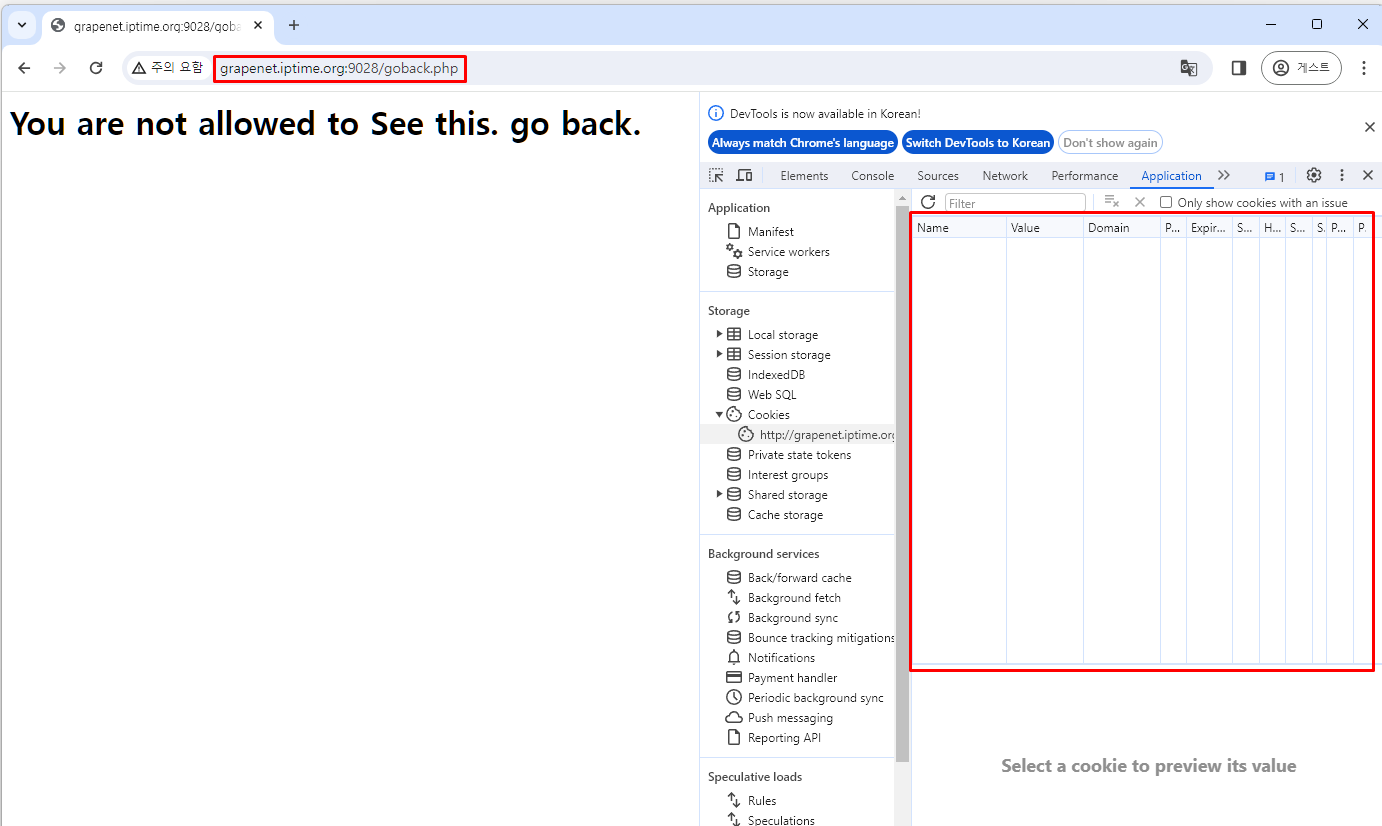 grapenet.iptime.org:9028/goba
주의 요함
grapenet.iptime.org:9028/goback.php
게스트
You are not allowed to See this. go back.
DevTools is now available in Korean!
Always match Chrome's language
Switch DevTools to Korean
Don't show again
Elements Console Sources Network Performance Application 1
Filter
Only show cookies with an issue
Application
Manifest
Service workers
Storage
Storage
Local storage
Session storage
IndexedDB
Web SQL
Cookies
http://grapenet.iptime.org
Private state tokens
Interest groups
Shared storage
Cache storage
Background services
Back/forward cache
Background fetch
Background sync
Bounce tracking mitigations
Notifications
Payment handler
Periodic background sync
Push messaging
Reporting API
Speculative loads
Rules
Speculations
Name Value Domain P... Expir... S... H... S... S. P... P.
Select a cookie to preview its value